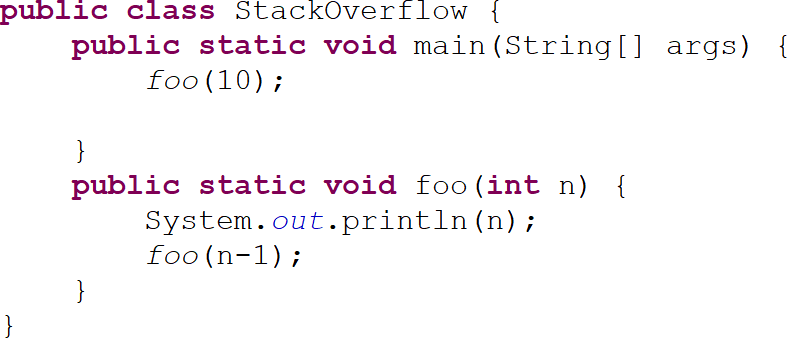 public class StackOverflow {
    public static void main(String[] args) {
        foo(10);

    }
    public static void foo(int n) {
        System.out.println(n);
        foo(n-1);
    }
}